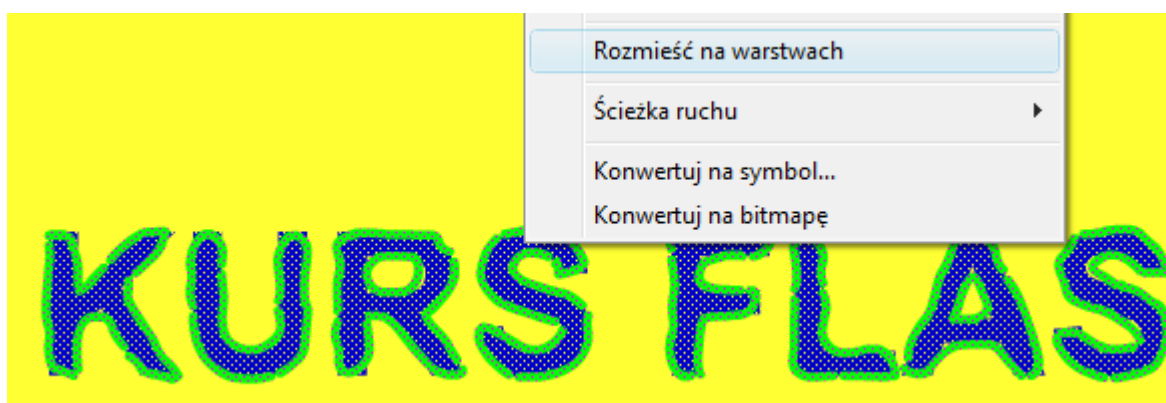 Rozmieść na warstwach
Ścieżka ruchu
Konwertuj na symbol...
Konwertuj na bitmapę
KURS FLAS